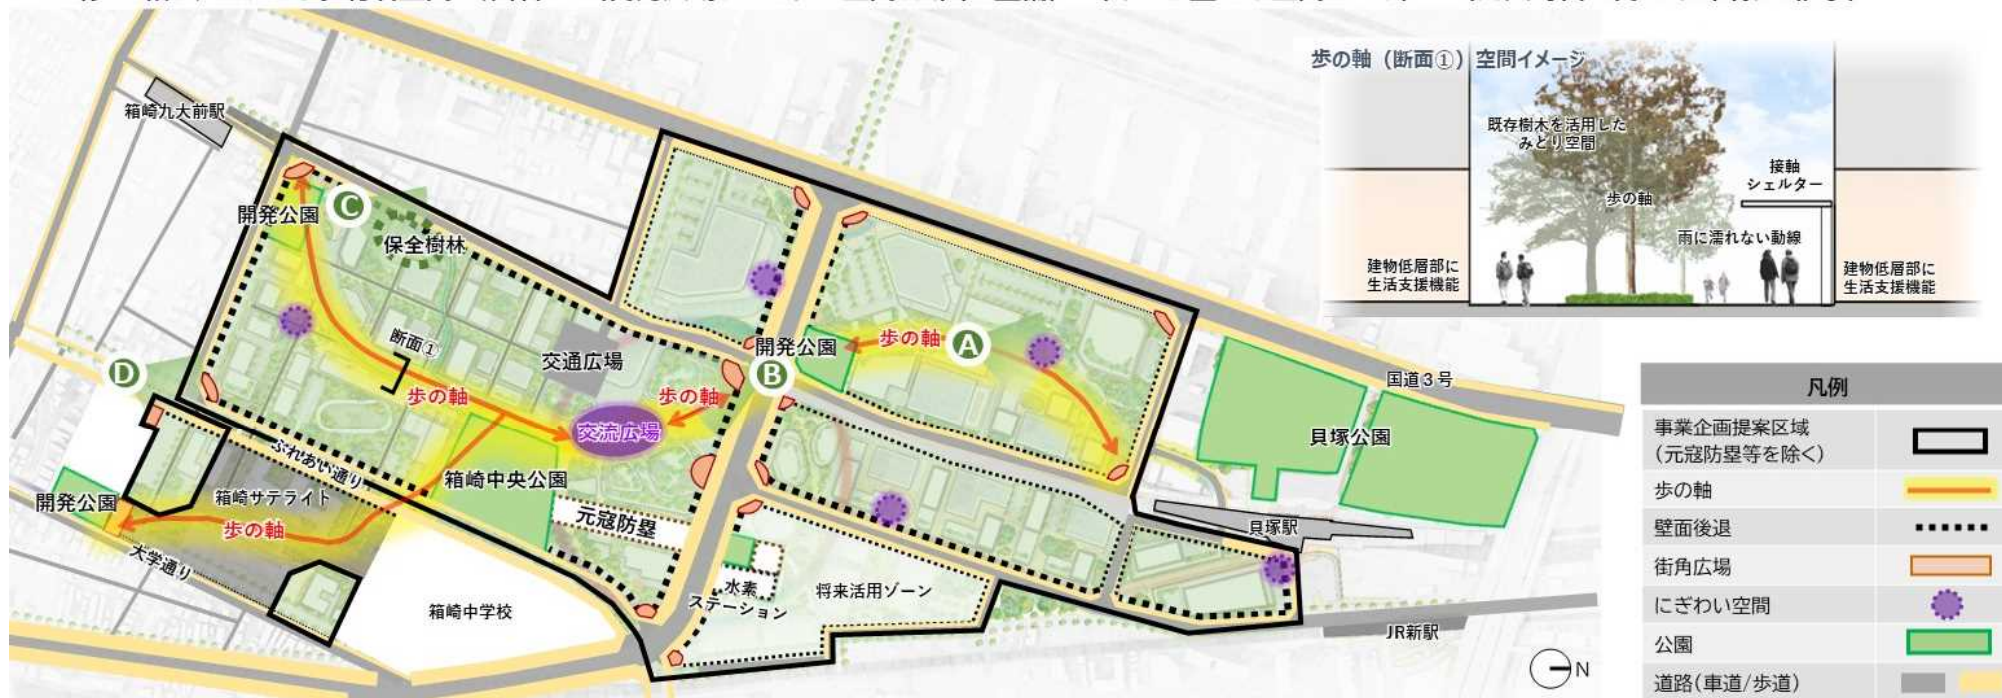 歩の軸（断面①）空間イメージ
既存樹木を活用した
みどり空間
接軸
シェルター
歩の軸
雨に濡れない動線
建物低層部に
生活支援機能
建物低層部に
生活支援機能
箱崎九大前駅
開発公園
C
保全樹林
断面①
交通広場
歩の軸
歩の軸
交流広場
開発公園
B
歩の軸
A
国道3号
貝塚公園
D
ふれあい通り
箱崎サテライト
箱崎中央公園
開発公園
歩の軸
大学通り
元寇防塁
箱崎中学校
水素
ステーション
将来活用ゾーン
貝塚駅
JR新駅
N
凡例
事業企画提案区域
（元寇防塁等を除く）
歩の軸
壁面後退
街角広場
にぎわい空間
公園
道路(車道/歩道)